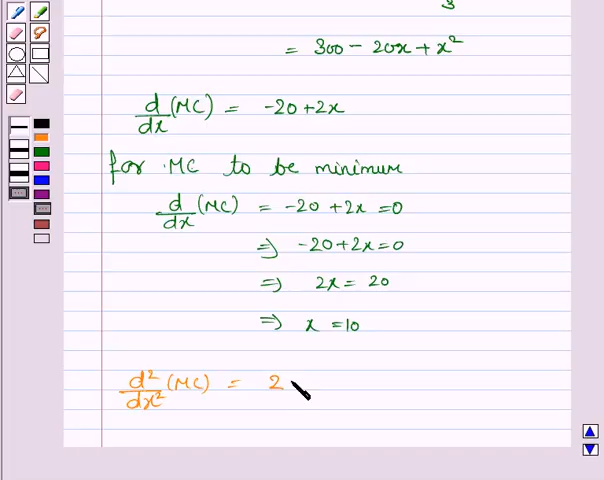 3
= 300 - 20x + x²
d/dx (MC) = -20 + 2x
for MC to be minimum
d/dx (MC) = -20 + 2x = 0
⇒ -20 + 2x = 0
⇒ 2x = 20
⇒ x = 10
d²/dx² (MC) = 2